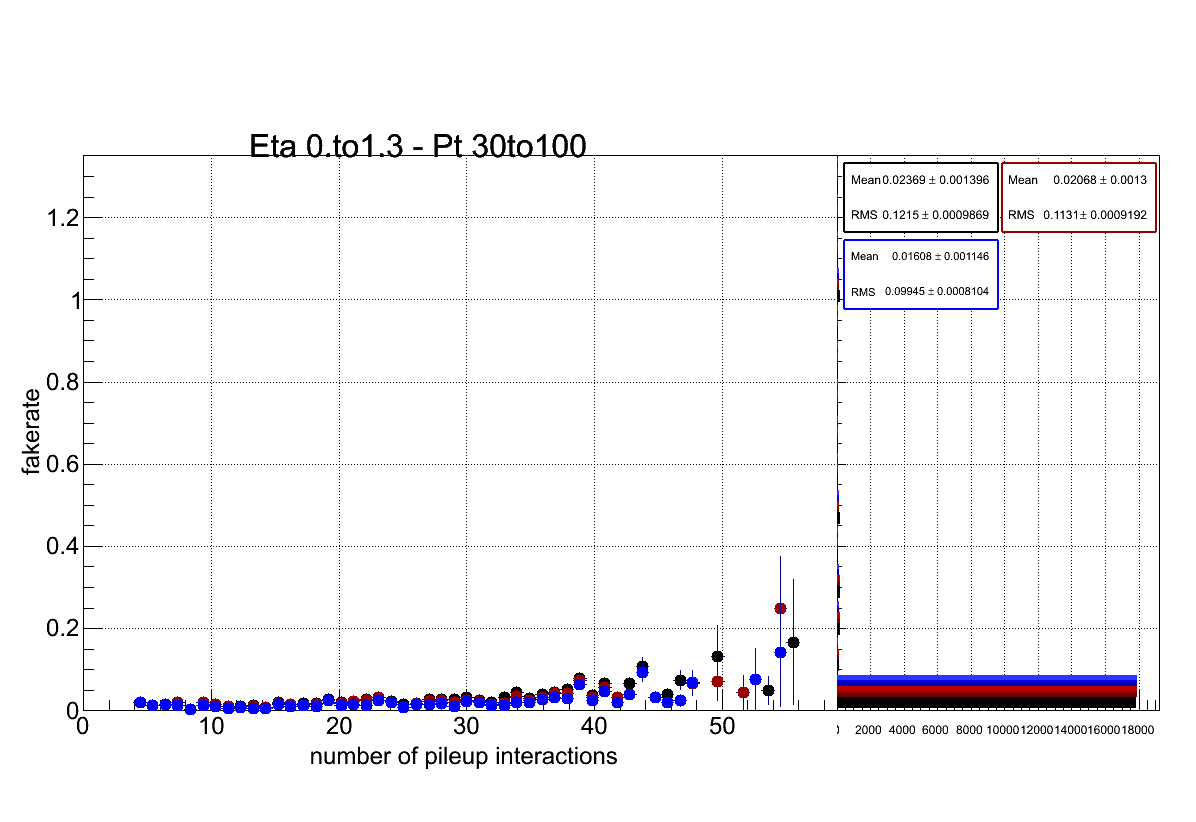 Eta 0.to1.3 - Pt 30to100
Mean 0.02369 ± 0.001396
RMS 0.1215 ± 0.0009869
Mean 0.02068 ± 0.0013
RMS 0.1131± 0.0009192
Mean 0.01608 ± 0.001146
RMS 0.09945 ± 0.0008104
fakerate
1.2
1
0.8
0.6
0.4
0.2
0
0 10 20 30 40 50
number of pileup interactions
2000 4000 6000 8000 10000 12000 14000 16000 18000